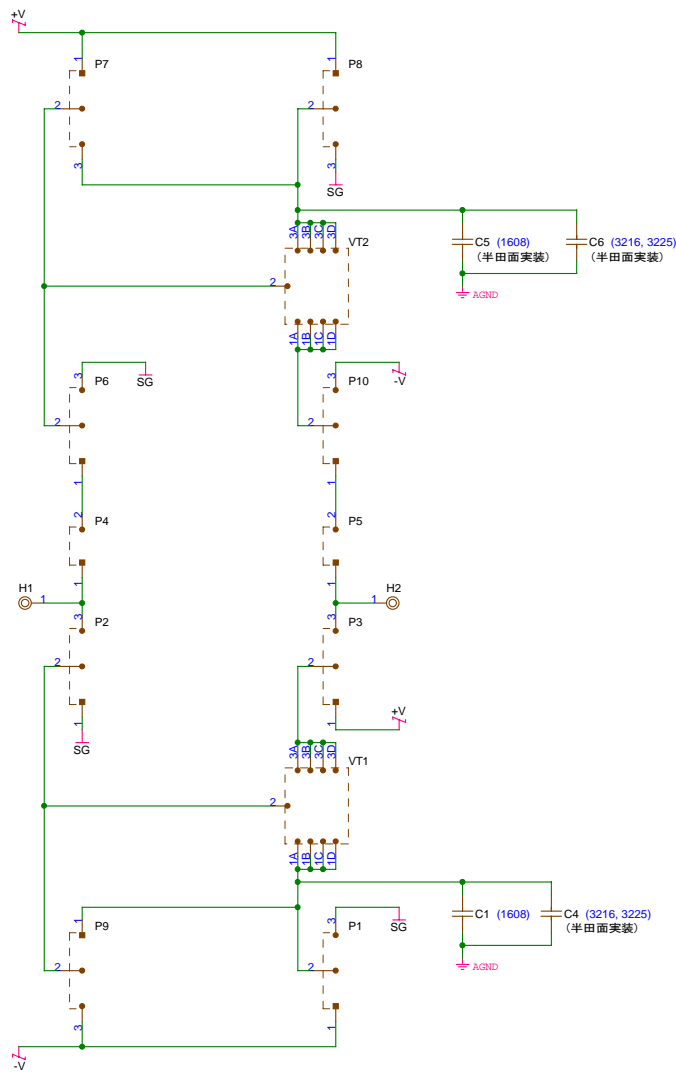 +V
P7
1
2
3
P8
1
2
3
SG
3A 3B 3C 3D
VT2
2
1A 1B 1C 1D
C5 (1608)
(半田面実装)
C6 (3216, 3225)
(半田面実装)
AGND
P6
3
SG
2
1
P10
3
-V
2
1
P4
2
1
P5
2
1
H1
1
H2
1
P2
3
2
1
SG
P3
3
2
1
+V
3A 3B 3C 3D
VT1
2
1A 1B 1C 1D
C1 (1608)
C4 (3216, 3225)
(半田面実装)
AGND
P9
1
2
3
P1
3
SG
2
1
-V